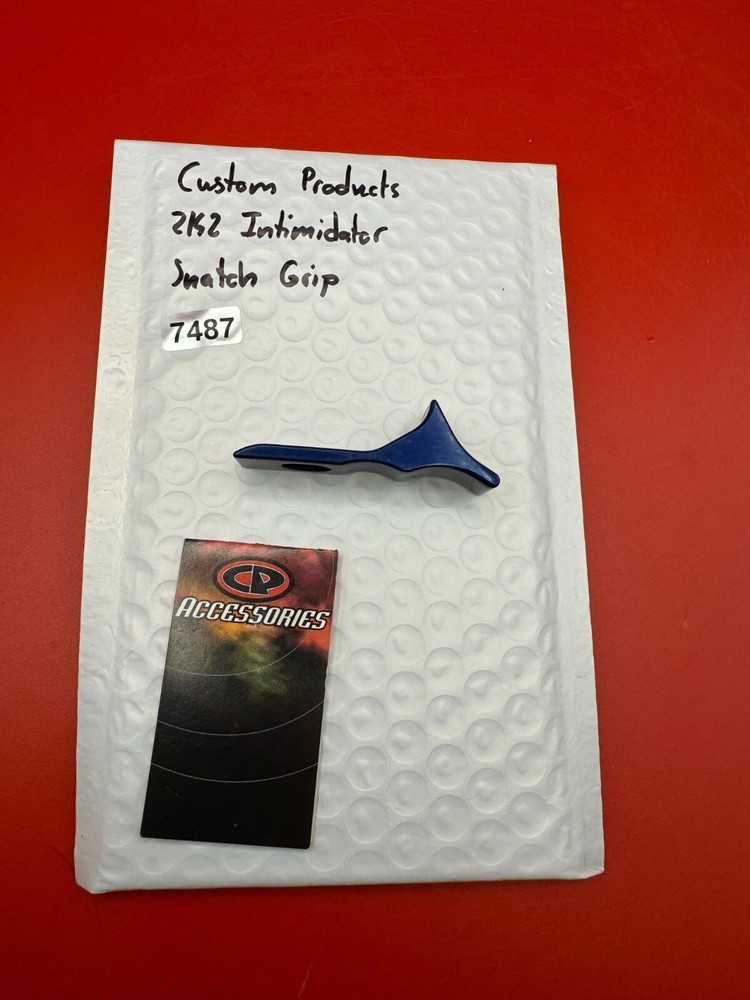 Custom Products
2K2 Intimidator
Snatch Grip
7487
CP
ACCESSORIES